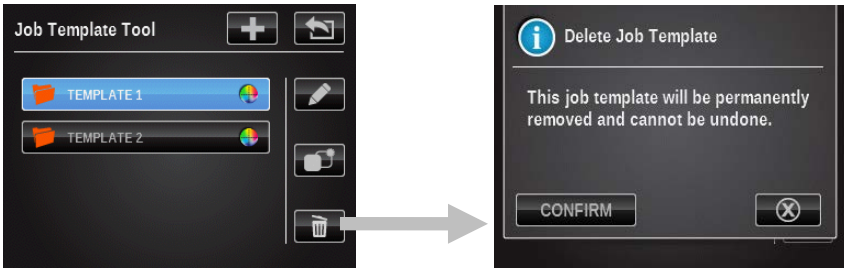 Job Template Tool
TEMPLATE 1
TEMPLATE 2
Delete Job Template
This job template will be permanently
removed and cannot be undone.
CONFIRM